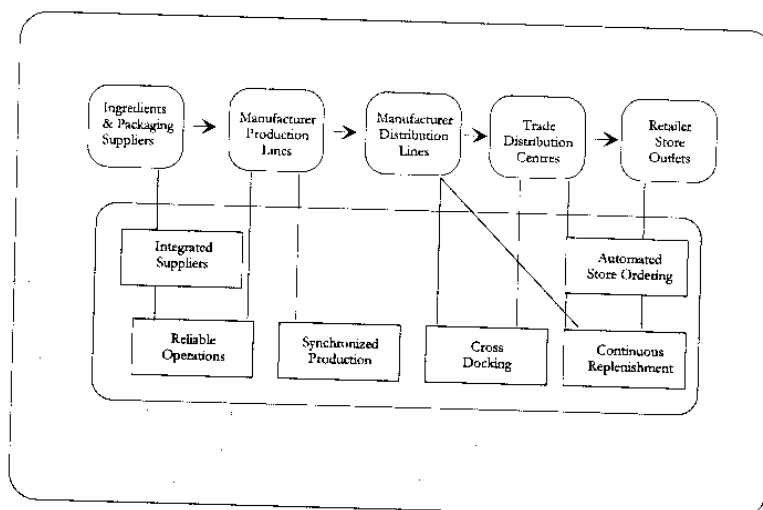 Ingredients
& Packaging
Suppliers
Manufacturer
Production
Lines
Manufacturer
Distribution
Lines
Trade
Distribution
Centres
Retailer
Store
Outlets
Integrated
Suppliers
Automated
Store Ordering
Reliable
Operations
Synchronized
Production
Cross
Docking
Continuous
Replenishment